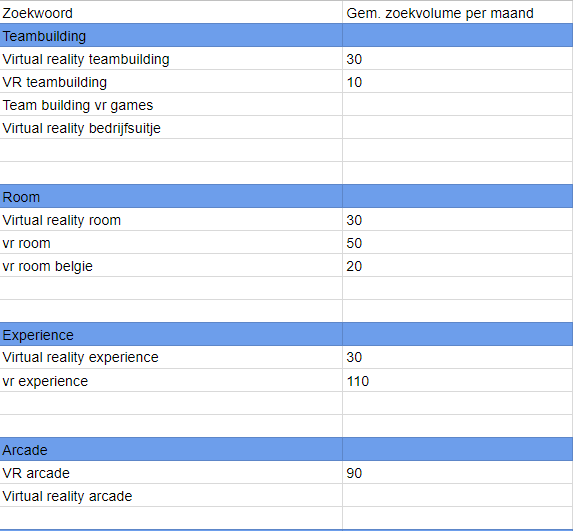 Zoekwoord Gem. zoekvolume per maand
Teambuilding
Virtual reality teambuilding 30
VR teambuilding 10
Team building vr games
Virtual reality bedrijfsuitje
Room
Virtual reality room 30
vr room 50
vr room belgie 20
Experience
Virtual reality experience 30
vr experience 110
Arcade
VR arcade 90
Virtual reality arcade